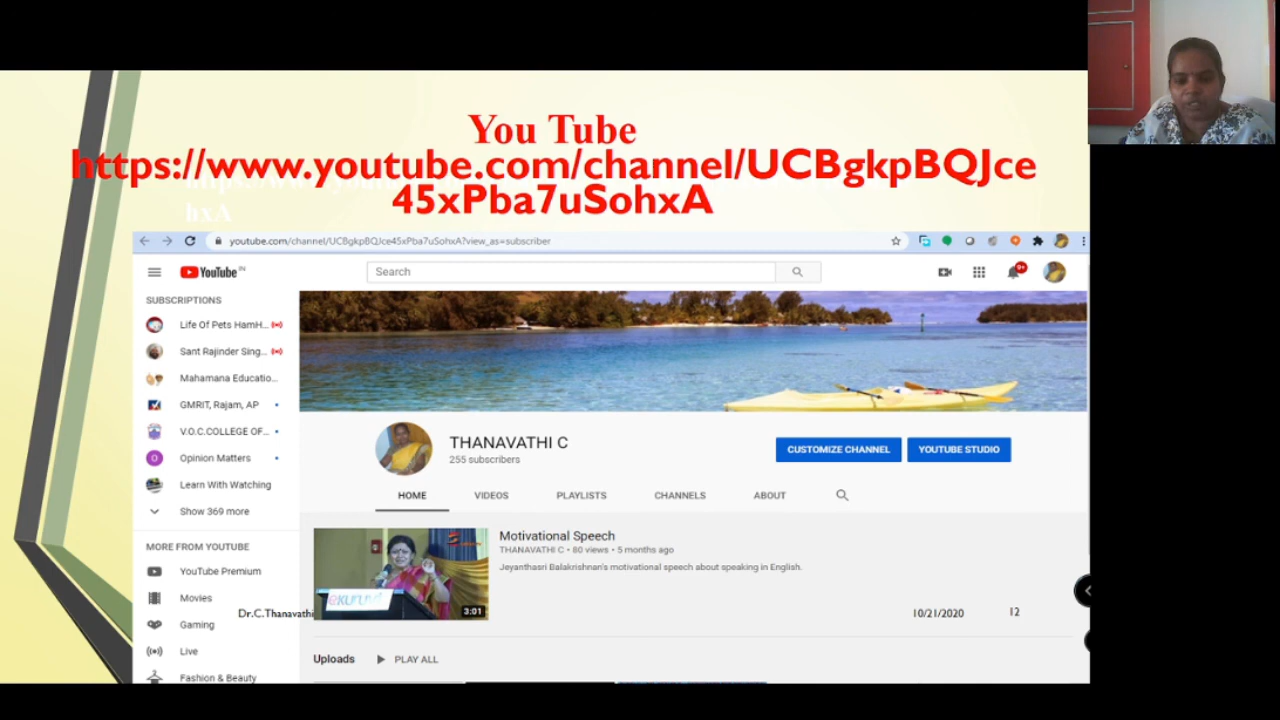 You Tube
https://www.youtube.com/channel/UCBgkpBQJce
45xPba7uSohxA
hxA
youtube.com/channel/UCBgkpBQJce45xPba7uSohxA?view_as=subscriber
YouTube IN
Search
9+
SUBSCRIPTIONS
Life Of Pets HamH...
Sant Rajinder Sing...
Mahamana Educatio...
GMRIT, Rajam, AP
V.O.C.COLLEGE OF...
Opinion Matters
Learn With Watching
Show 369 more
MORE FROM YOUTUBE
YouTube Premium
Movies
Gaming
Live
Fashion & Beauty
THANAVATHI C
255 subscribers
CUSTOMIZE CHANNEL
YOUTUBE STUDIO
HOME VIDEOS PLAYLISTS CHANNELS ABOUT
Motivational Speech
THANAVATHI C • 80 views • 5 months ago
Jeyanthasri Balakrishnan's motivational speech about speaking in English.
3:01
Dr.C.Thanavathi
10/21/2020
12
Uploads
PLAY ALL